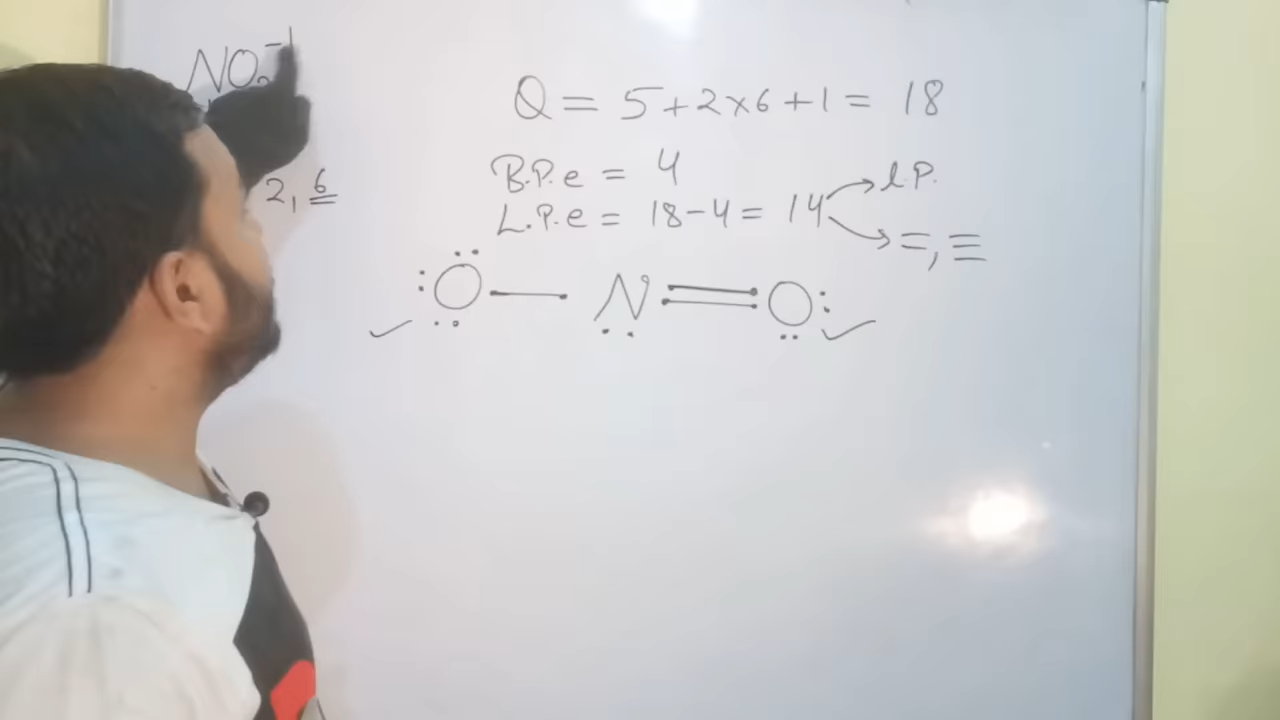 NO₂⁻¹
Q = 5+2×6+1 = 18
2, 6
B.P.e = 4
L.P.e = 18-4 = 14
l.P.
=, ≡
O — N = O